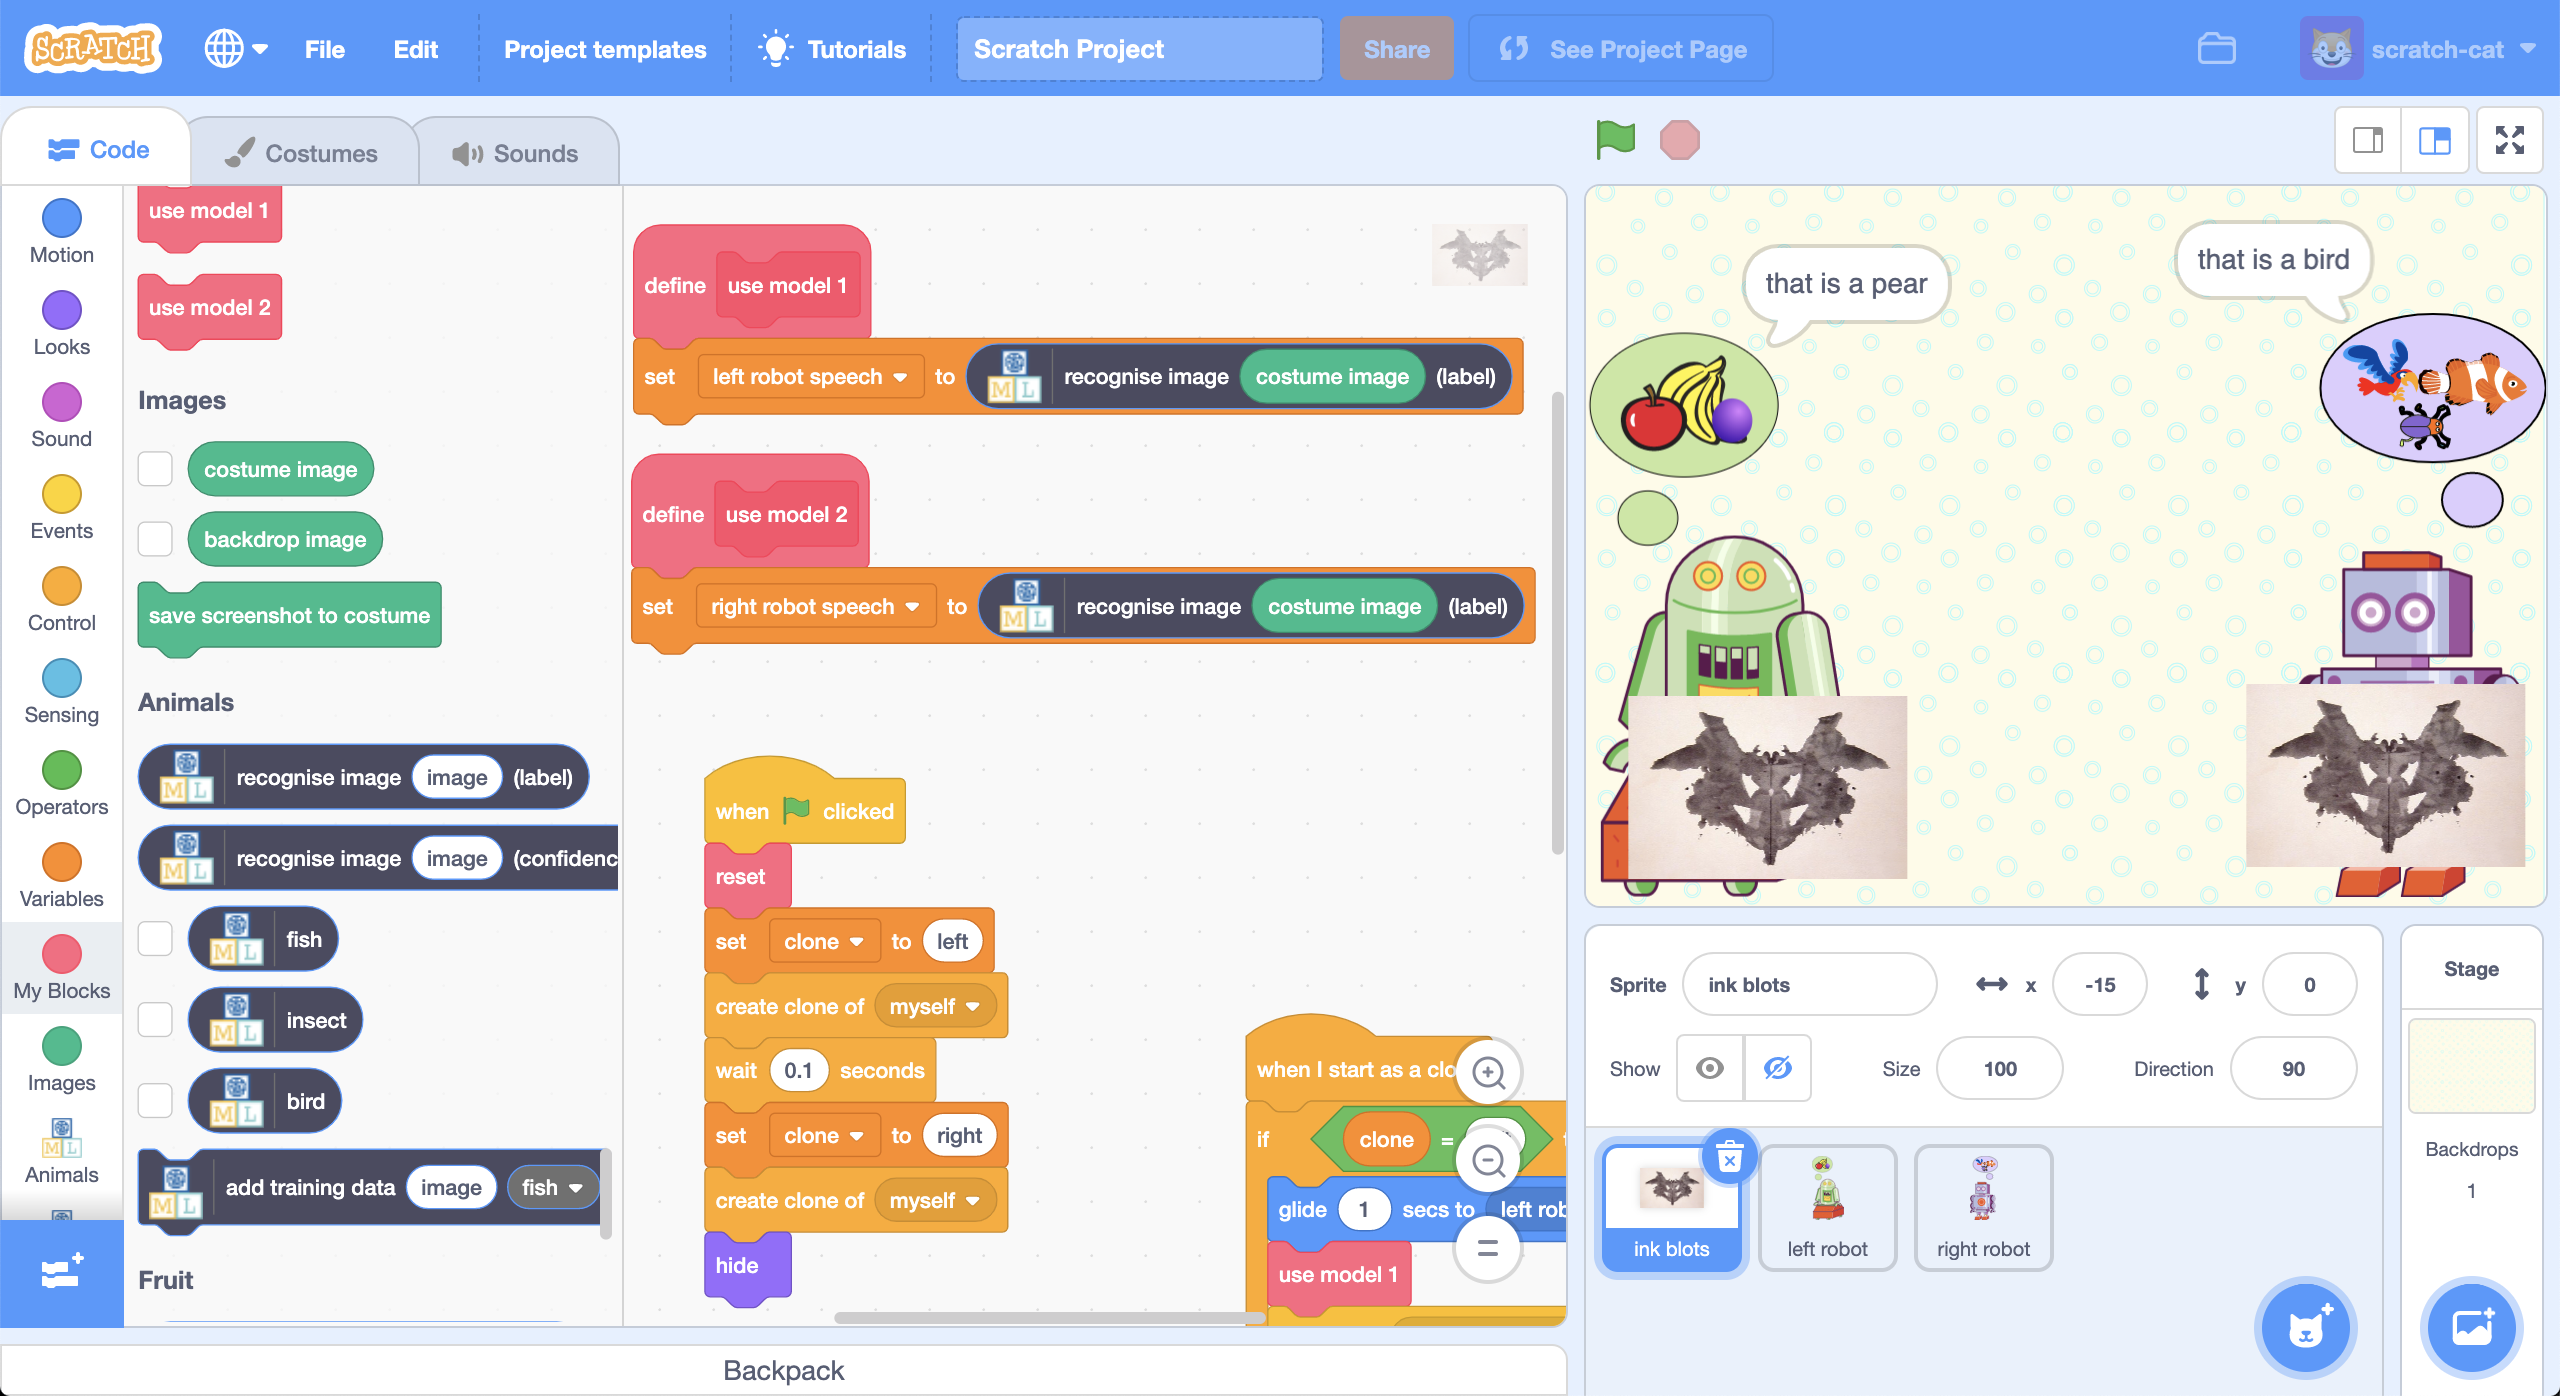 SCRATCH
File
Edit
Project templates
Tutorials
Scratch Project
Share
See Project Page
scratch-cat
Code
Costumes
Sounds
Motion
Looks
Sound
Events
Control
Sensing
Operators
Variables
My Blocks
Images
Animals
use model 1
use model 2
Images
costume image
backdrop image
save screenshot to costume
Animals
ML recognise image image (label)
ML recognise image image (confidenc
ML fish
ML insect
ML bird
ML add training data image fish
Fruit
define use model 1
set left robot speech to ML recognise image costume image (label)
define use model 2
set right robot speech to ML recognise image costume image (label)
when clicked
reset
set clone to left
create clone of myself
wait 0.1 seconds
set clone to right
create clone of myself
hide
when I start as a clo
if clone =
glide 1 secs to left rob
use model 1
Backpack
that is a pear
that is a bird
Sprite ink blots x -15 y 0
Show Size 100 Direction 90
ink blots
left robot
right robot
Stage
Backdrops
1